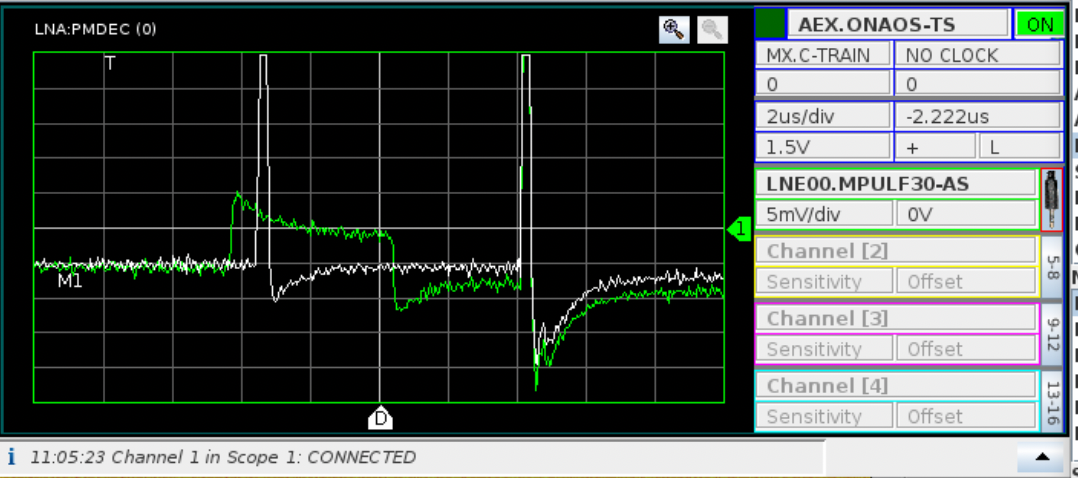 LNA:PMDEC (0)
T
M1
D
1
AEX.ONAOS-TS ON
MX.C-TRAIN NO CLOCK
0 0
2us/div -2.222us
1.5V + L
LNE00.MPULF30-AS
5mV/div 0V
Channel [2]
Sensitivity Offset
5-8
Channel [3]
Sensitivity Offset
9-12
Channel [4]
Sensitivity Offset
13-16
i 11:05:23 Channel 1 in Scope 1: CONNECTED